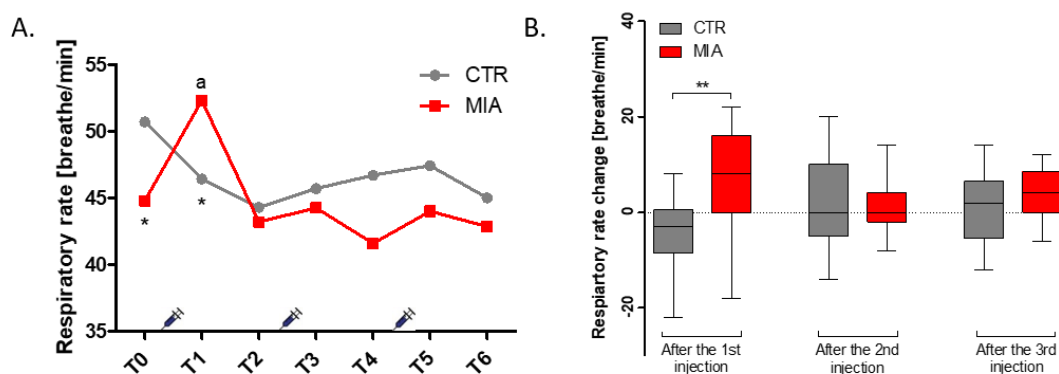 A.
Respiratory rate [breathe/min]
55
50
45
40
35
a
*
*
CTR
MIA
T0 T1 T2 T3 T4 T5 T6
B.
Respiartory rate change [breathe/min]
40
20
0
-20
CTR
MIA
**
After the 1st
injection
After the 2nd
injection
After the 3rd
injection